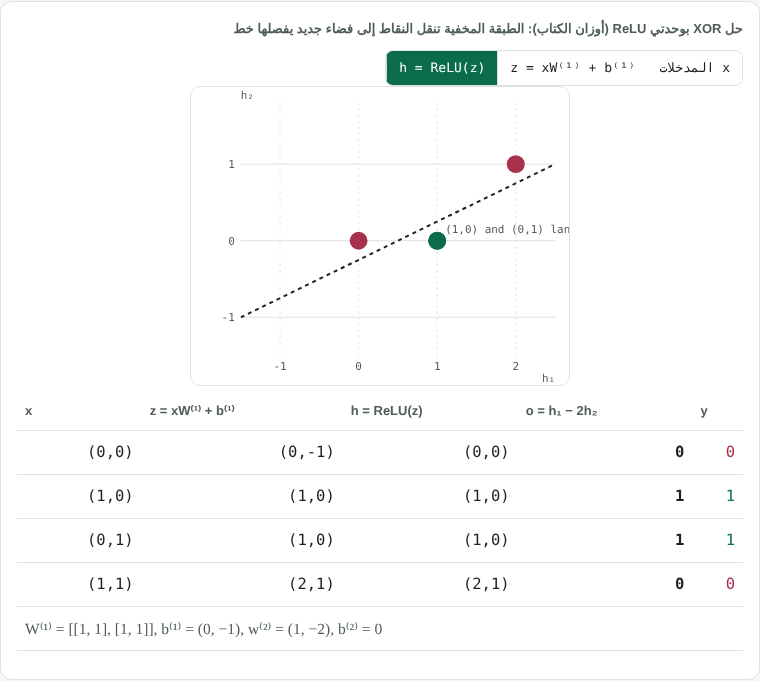 حل XOR بوحدتي ReLU (أوزان الكتاب): الطبقة المخفية تنقل النقاط إلى فضاء جديد يفصلها خط
x المدخلات
z = xW⁽¹⁾ + b⁽¹⁾
h = ReLU(z)
h₂
1
(1,0) and (0,1) lan
0
-1
-1 0 1 2
h₁
x z = xW⁽¹⁾ + b⁽¹⁾ h = ReLU(z) o = h₁ − 2h₂ y
(0,0) (0,-1) (0,0) 0 0
(1,0) (1,0) (1,0) 1 1
(0,1) (1,0) (1,0) 1 1
(1,1) (2,1) (2,1) 0 0
W⁽¹⁾ = [[1, 1], [1, 1]], b⁽¹⁾ = (0, −1), w⁽²⁾ = (1, −2), b⁽²⁾ = 0